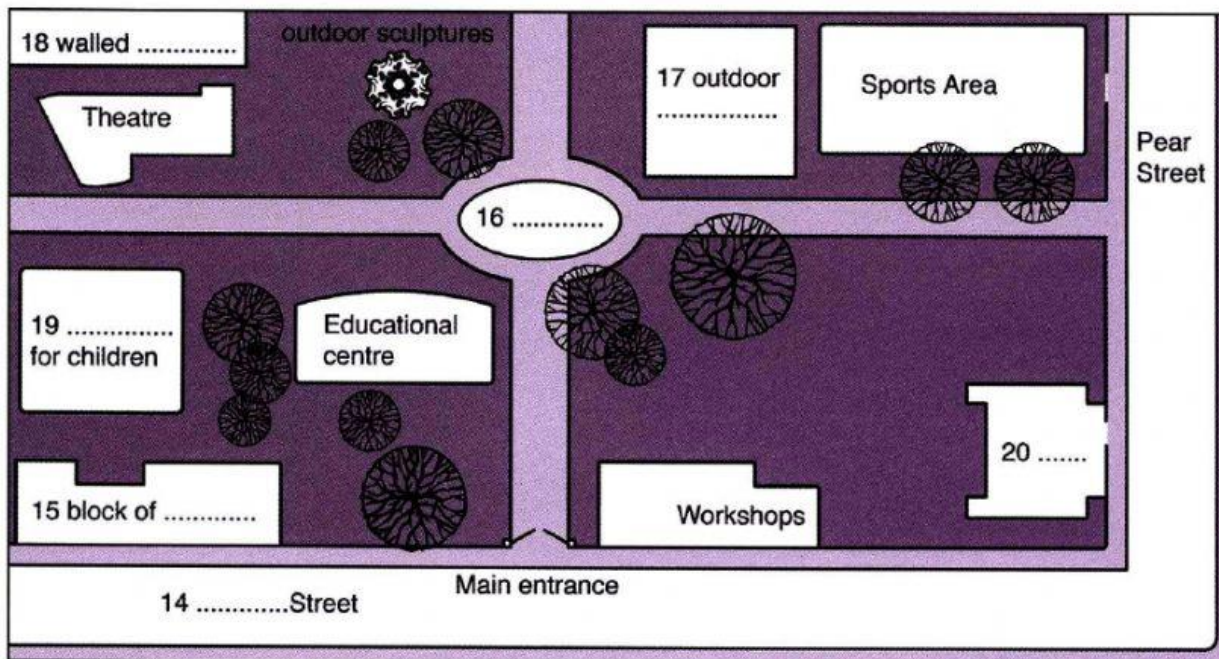 18 walled ..................
outdoor sculptures
Theatre
17 outdoor
.....................
Sports Area
Pear
Street
16 ..............
19 .................
for children
Educational
centre
20 .......
15 block of ..............
Workshops
Main entrance
14 .............Street